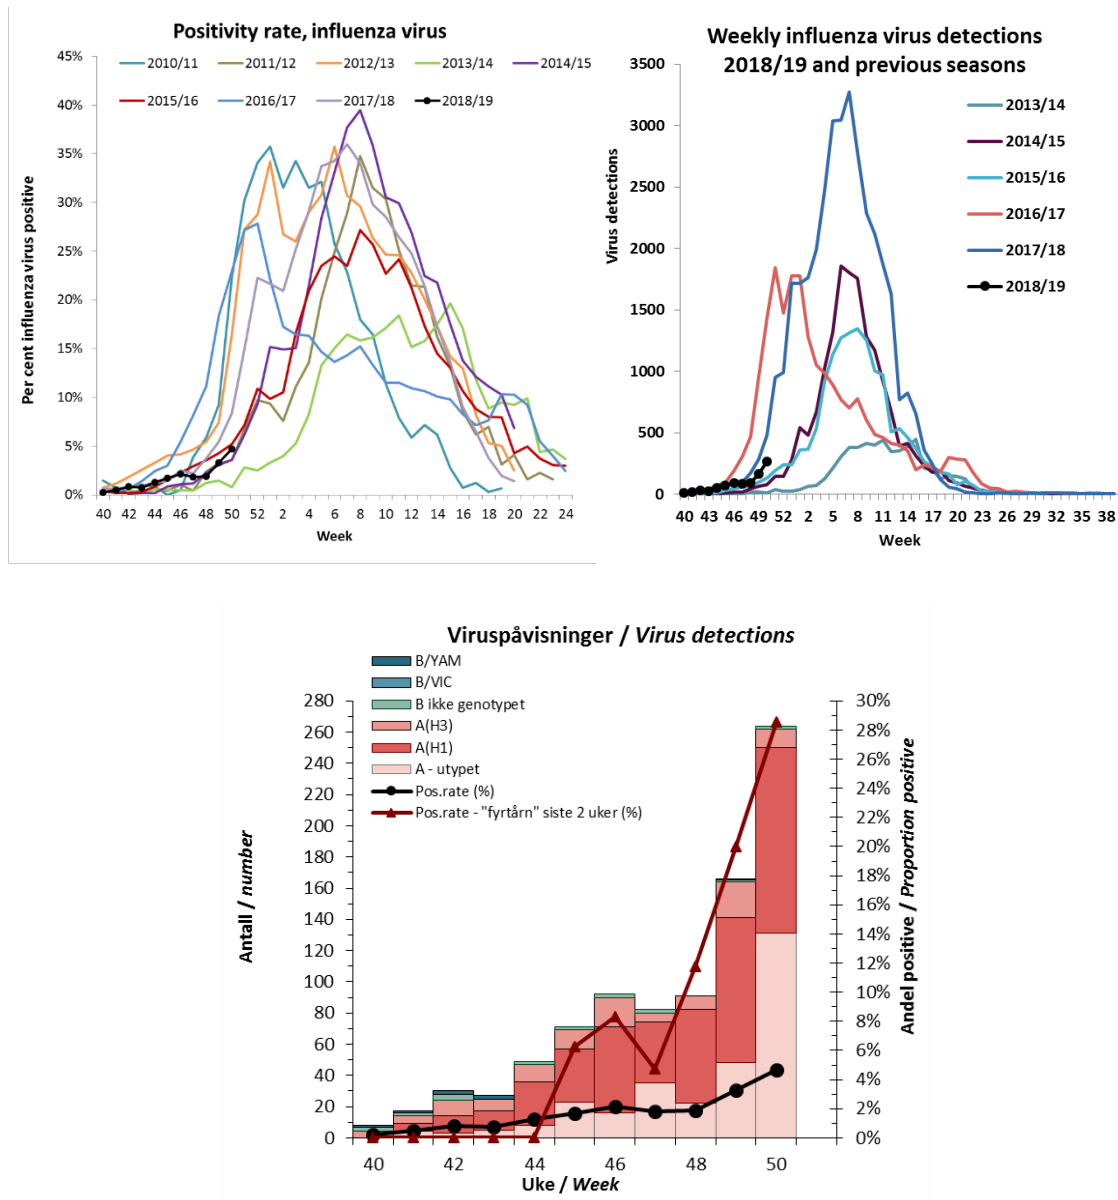 Positivity rate, influenza virus
45%
2010/11 2011/12 2012/13 2013/14 2014/15
40%
2015/16 2016/17 2017/18 2018/19
35%
30%
25%
20%
15%
10%
5%
0%
Per cent influenza virus positive
40 42 44 46 48 50 52 2 4 6 8 10 12 14 16 18 20 22 24
Week
Weekly influenza virus detections
2018/19 and previous seasons
3500
3000
2500
2000
1500
1000
500
0
Virus detections
2013/14
2014/15
2015/16
2016/17
2017/18
2018/19
40 43 46 49 52 2 5 8 11 14 17 20 23 26 29 32 35 38
Week
Viruspåvisninger / Virus detections
B/YAM
B/VIC
B ikke genotypet
A(H3)
A(H1)
A - utypet
Pos.rate (%)
Pos.rate - "fyrtårn" siste 2 uker (%)
280
260
240
220
200
180
160
140
120
100
80
60
40
20
0
Antall / number
30%
28%
26%
24%
22%
20%
18%
16%
14%
12%
10%
8%
6%
4%
2%
0%
Andel positive / Proportion positive
40 42 44 46 48 50
Uke / Week